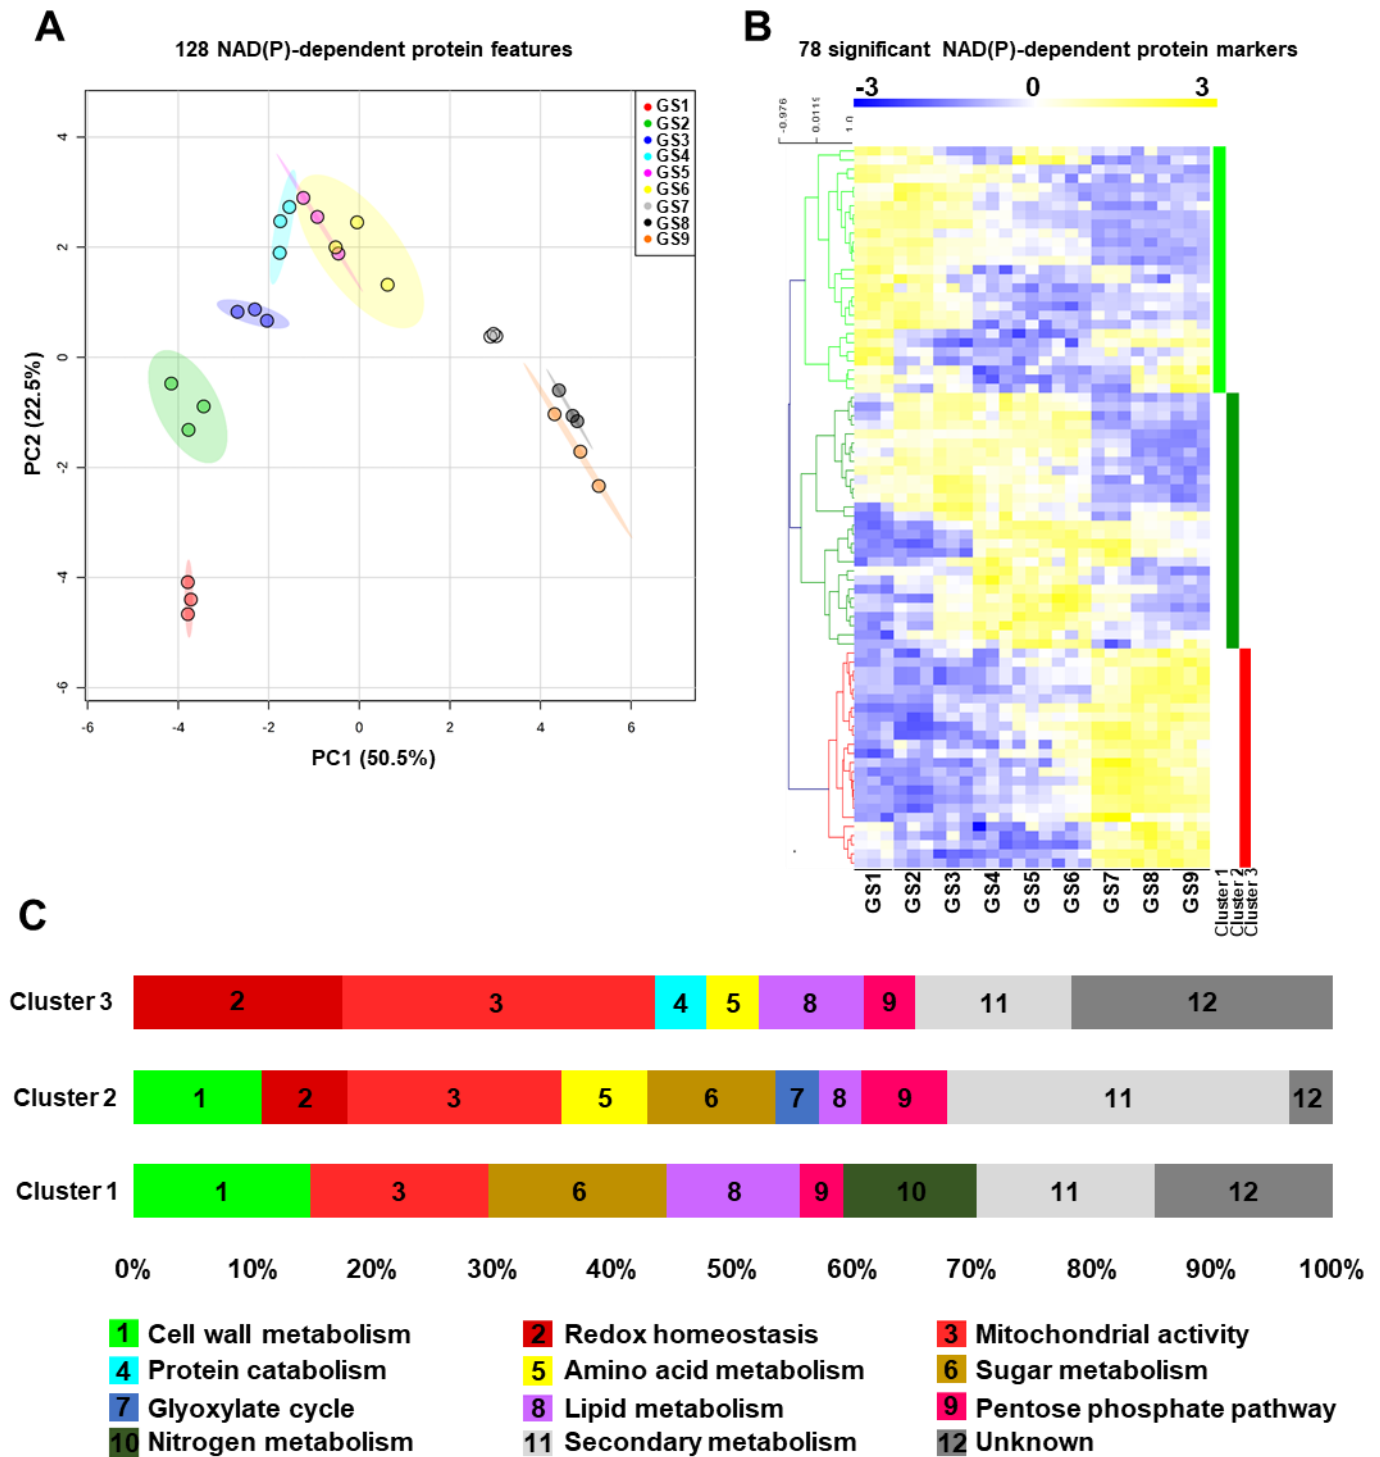 A
128 NAD(P)-dependent protein features
GS1
GS2
GS3
GS4
GS5
GS6
GS7
GS8
GS9
4
2
0
-2
-4
-6
PC2 (22.5%)
-6 -4 -2 0 2 4 6
PC1 (50.5%)
B
78 significant NAD(P)-dependent protein markers
-3 0 3
-0.976
1.0
GS1 GS2 GS3 GS4 GS5 GS6 GS7 GS8 GS9
Cluster 1
Cluster 2
Cluster 3
C
Cluster 3 2 3 4 5 8 9 11 12
Cluster 2 1 2 3 5 6 7 8 9 11 12
Cluster 1 1 3 6 8 9 10 11 12
0% 10% 20% 30% 40% 50% 60% 70% 80% 90% 100%
1 Cell wall metabolism 2 Redox homeostasis 3 Mitochondrial activity
4 Protein catabolism 5 Amino acid metabolism 6 Sugar metabolism
7 Glyoxylate cycle 8 Lipid metabolism 9 Pentose phosphate pathway
10 Nitrogen metabolism 11 Secondary metabolism 12 Unknown